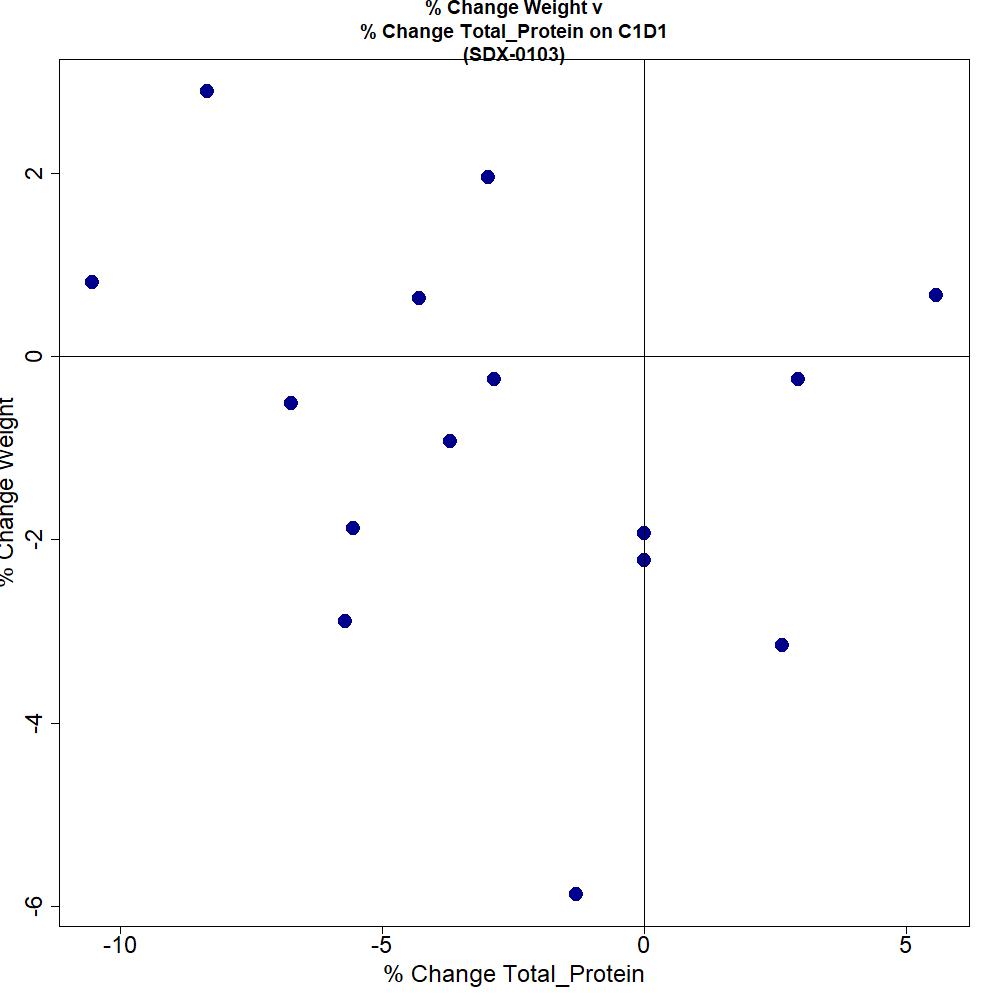 % Change Weight v
% Change Total_Protein on C1D1
(SDX-0103)
2
0
-2
-4
-6
% Change Weight
-10
-5
0
5
% Change Total_Protein